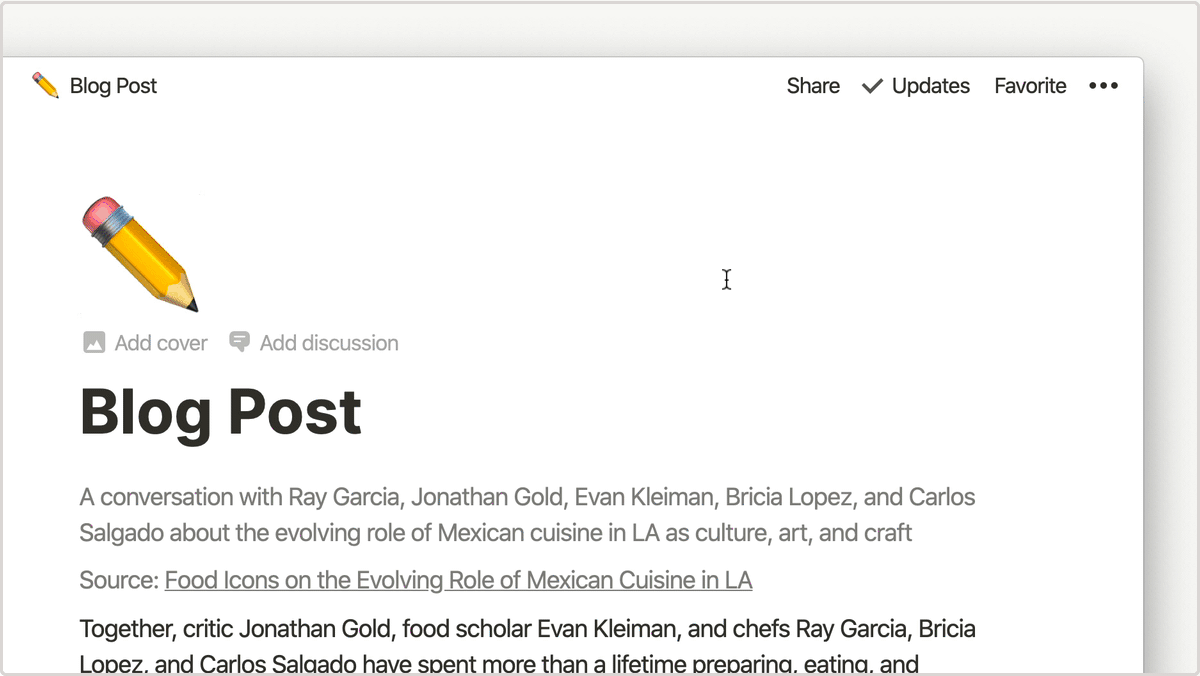 Blog Post
Share Updates Favorite
Add cover Add discussion
Blog Post
A conversation with Ray Garcia, Jonathan Gold, Evan Kleiman, Bricia Lopez, and Carlos
Salgado about the evolving role of Mexican cuisine in LA as culture, art, and craft
Source: Food Icons on the Evolving Role of Mexican Cuisine in LA
Together, critic Jonathan Gold, food scholar Evan Kleiman, and chefs Ray Garcia, Bricia
Lopez, and Carlos Salgado have spent more than a lifetime preparing, eating, and